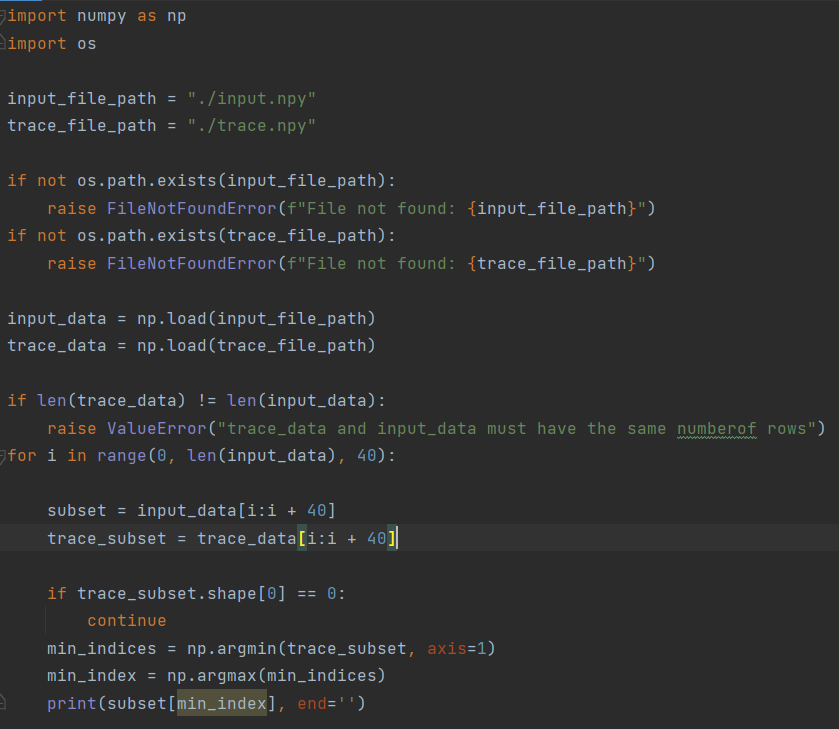 import numpy as np
import os
input_file_path = "./input.npy"
trace_file_path = "./trace.npy"
if not os.path.exists(input_file_path):
    raise FileNotFoundError(f"File not found: {input_file_path}")
if not os.path.exists(trace_file_path):
    raise FileNotFoundError(f"File not found: {trace_file_path}")
input_data = np.load(input_file_path)
trace_data = np.load(trace_file_path)
if len(trace_data) != len(input_data):
    raise ValueError("trace_data and input_data must have the same numberof rows")
for i in range(0, len(input_data), 40):
    subset = input_data[i:i + 40]
    trace_subset = trace_data[i:i + 40]
    if trace_subset.shape[0] == 0:
        continue
    min_indices = np.argmin(trace_subset, axis=1)
    min_index = np.argmax(min_indices)
    print(subset[min_index], end='')